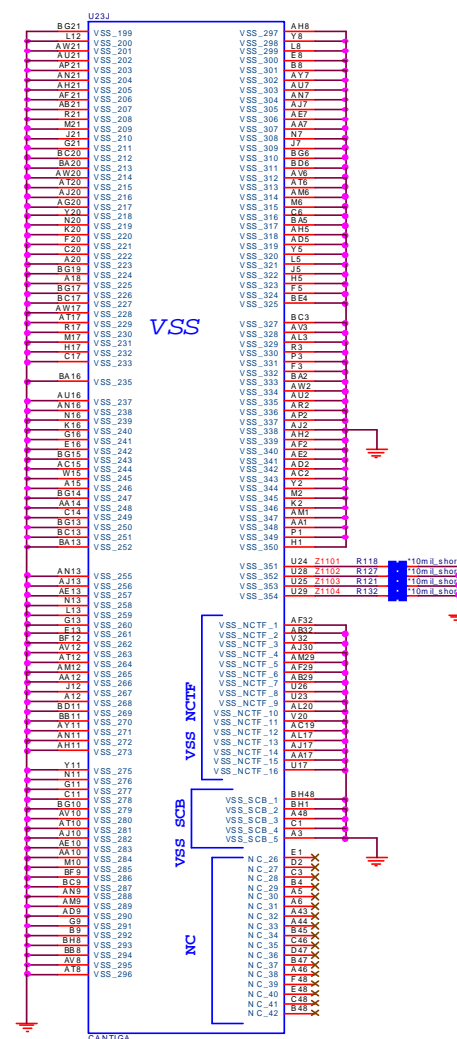 U23J
BG21 VSS_199
L12 VSS_200
AW21 VSS_201
AU21 VSS_202
AP21 VSS_203
AN21 VSS_204
AH21 VSS_205
AF21 VSS_206
AB21 VSS_207
R21 VSS_208
M21 VSS_209
J21 VSS_210
G21 VSS_211
BC20 VSS_212
BA20 VSS_213
AW20 VSS_214
AT20 VSS_215
AJ20 VSS_216
AG20 VSS_217
Y20 VSS_218
N20 VSS_219
K20 VSS_220
F20 VSS_221
C20 VSS_222
A20 VSS_223
BG19 VSS_224
A18 VSS_225
BG17 VSS_226
BC17 VSS_227
AW17 VSS_228
AT17 VSS_229
R17 VSS_230
M17 VSS_231
H17 VSS_232
C17 VSS_233
BA16 VSS_235
AU16 VSS_237
AN16 VSS_238
N16 VSS_239
K16 VSS_240
G16 VSS_241
E16 VSS_242
BG15 VSS_243
AC15 VSS_244
W15 VSS_245
A15 VSS_246
BG14 VSS_247
AA14 VSS_248
C14 VSS_249
BG13 VSS_250
BC13 VSS_251
BA13 VSS_252
AN13 VSS_255
AJ13 VSS_256
AE13 VSS_257
N13 VSS_258
L13 VSS_259
G13 VSS_260
E13 VSS_261
BF12 VSS_262
AV12 VSS_263
AT12 VSS_264
AM12 VSS_265
AA12 VSS_266
J12 VSS_267
A12 VSS_268
BD11 VSS_269
BB11 VSS_270
AY11 VSS_271
AN11 VSS_272
AH11 VSS_273
Y11 VSS_275
N11 VSS_276
G11 VSS_277
C11 VSS_278
BG10 VSS_279
AV10 VSS_280
AT10 VSS_281
AJ10 VSS_282
AE10 VSS_283
AA10 VSS_284
M10 VSS_285
BF9 VSS_286
BC9 VSS_287
AN9 VSS_288
AM9 VSS_289
AD9 VSS_290
G9 VSS_291
B9 VSS_292
BH8 VSS_293
BB8 VSS_294
AV8 VSS_295
AT8 VSS_296
VSS
VSS_297 AH8
VSS_298 Y8
VSS_299 L8
VSS_300 E8
VSS_301 B8
VSS_302 AY7
VSS_303 AU7
VSS_304 AN7
VSS_305 AJ7
VSS_306 AE7
VSS_307 AA7
VSS_308 N7
VSS_309 J7
VSS_310 BG6
VSS_311 BD6
VSS_312 AV6
VSS_313 AT6
VSS_314 AM6
VSS_315 M6
VSS_316 C6
VSS_317 BA5
VSS_318 AH5
VSS_319 AD5
VSS_320 Y5
VSS_321 L5
VSS_322 J5
VSS_323 H5
VSS_324 F5
VSS_325 BE4
VSS_327 BC3
VSS_328 AV3
VSS_329 AL3
VSS_330 R3
VSS_331 P3
VSS_332 F3
VSS_333 BA2
VSS_334 AW2
VSS_335 AU2
VSS_336 AR2
VSS_337 AP2
VSS_338 AJ2
VSS_339 AH2
VSS_340 AF2
VSS_341 AE2
VSS_342 AD2
VSS_343 AC2
VSS_344 Y2
VSS_345 M2
VSS_346 K2
VSS_347 AM1
VSS_348 AA1
VSS_349 P1
VSS_350 H1
VSS_351 U24 Z1101 R118 *10mil_shor
VSS_352 U28 Z1102 R127 *10mil_shor
VSS_353 U25 Z1103 R121 *10mil_shor
VSS_354 U29 Z1104 R132 *10mil_shor
VSS NCTF
VSS_NCTF_1 AF32
VSS_NCTF_2 AB32
VSS_NCTF_3 V32
VSS_NCTF_4 AJ30
VSS_NCTF_5 AM29
VSS_NCTF_6 AF29
VSS_NCTF_7 AB29
VSS_NCTF_8 U26
VSS_NCTF_9 U23
VSS_NCTF_10 AL20
VSS_NCTF_11 V20
VSS_NCTF_12 AC19
VSS_NCTF_13 AL17
VSS_NCTF_14 AJ17
VSS_NCTF_15 AA17
VSS_NCTF_16 U17
VSS SCB
VSS_SCB_1 BH48
VSS_SCB_2 BH1
VSS_SCB_3 A48
VSS_SCB_4 C1
VSS_SCB_5 A3
NC
NC_26 E1
NC_27 D2
NC_28 C3
NC_29 B4
NC_30 A5
NC_31 A6
NC_32 A43
NC_33 A44
NC_34 B45
NC_35 C46
NC_36 D47
NC_37 B47
NC_38 A46
NC_39 F48
NC_40 E48
NC_41 C48
NC_42 B48
CANTIGA